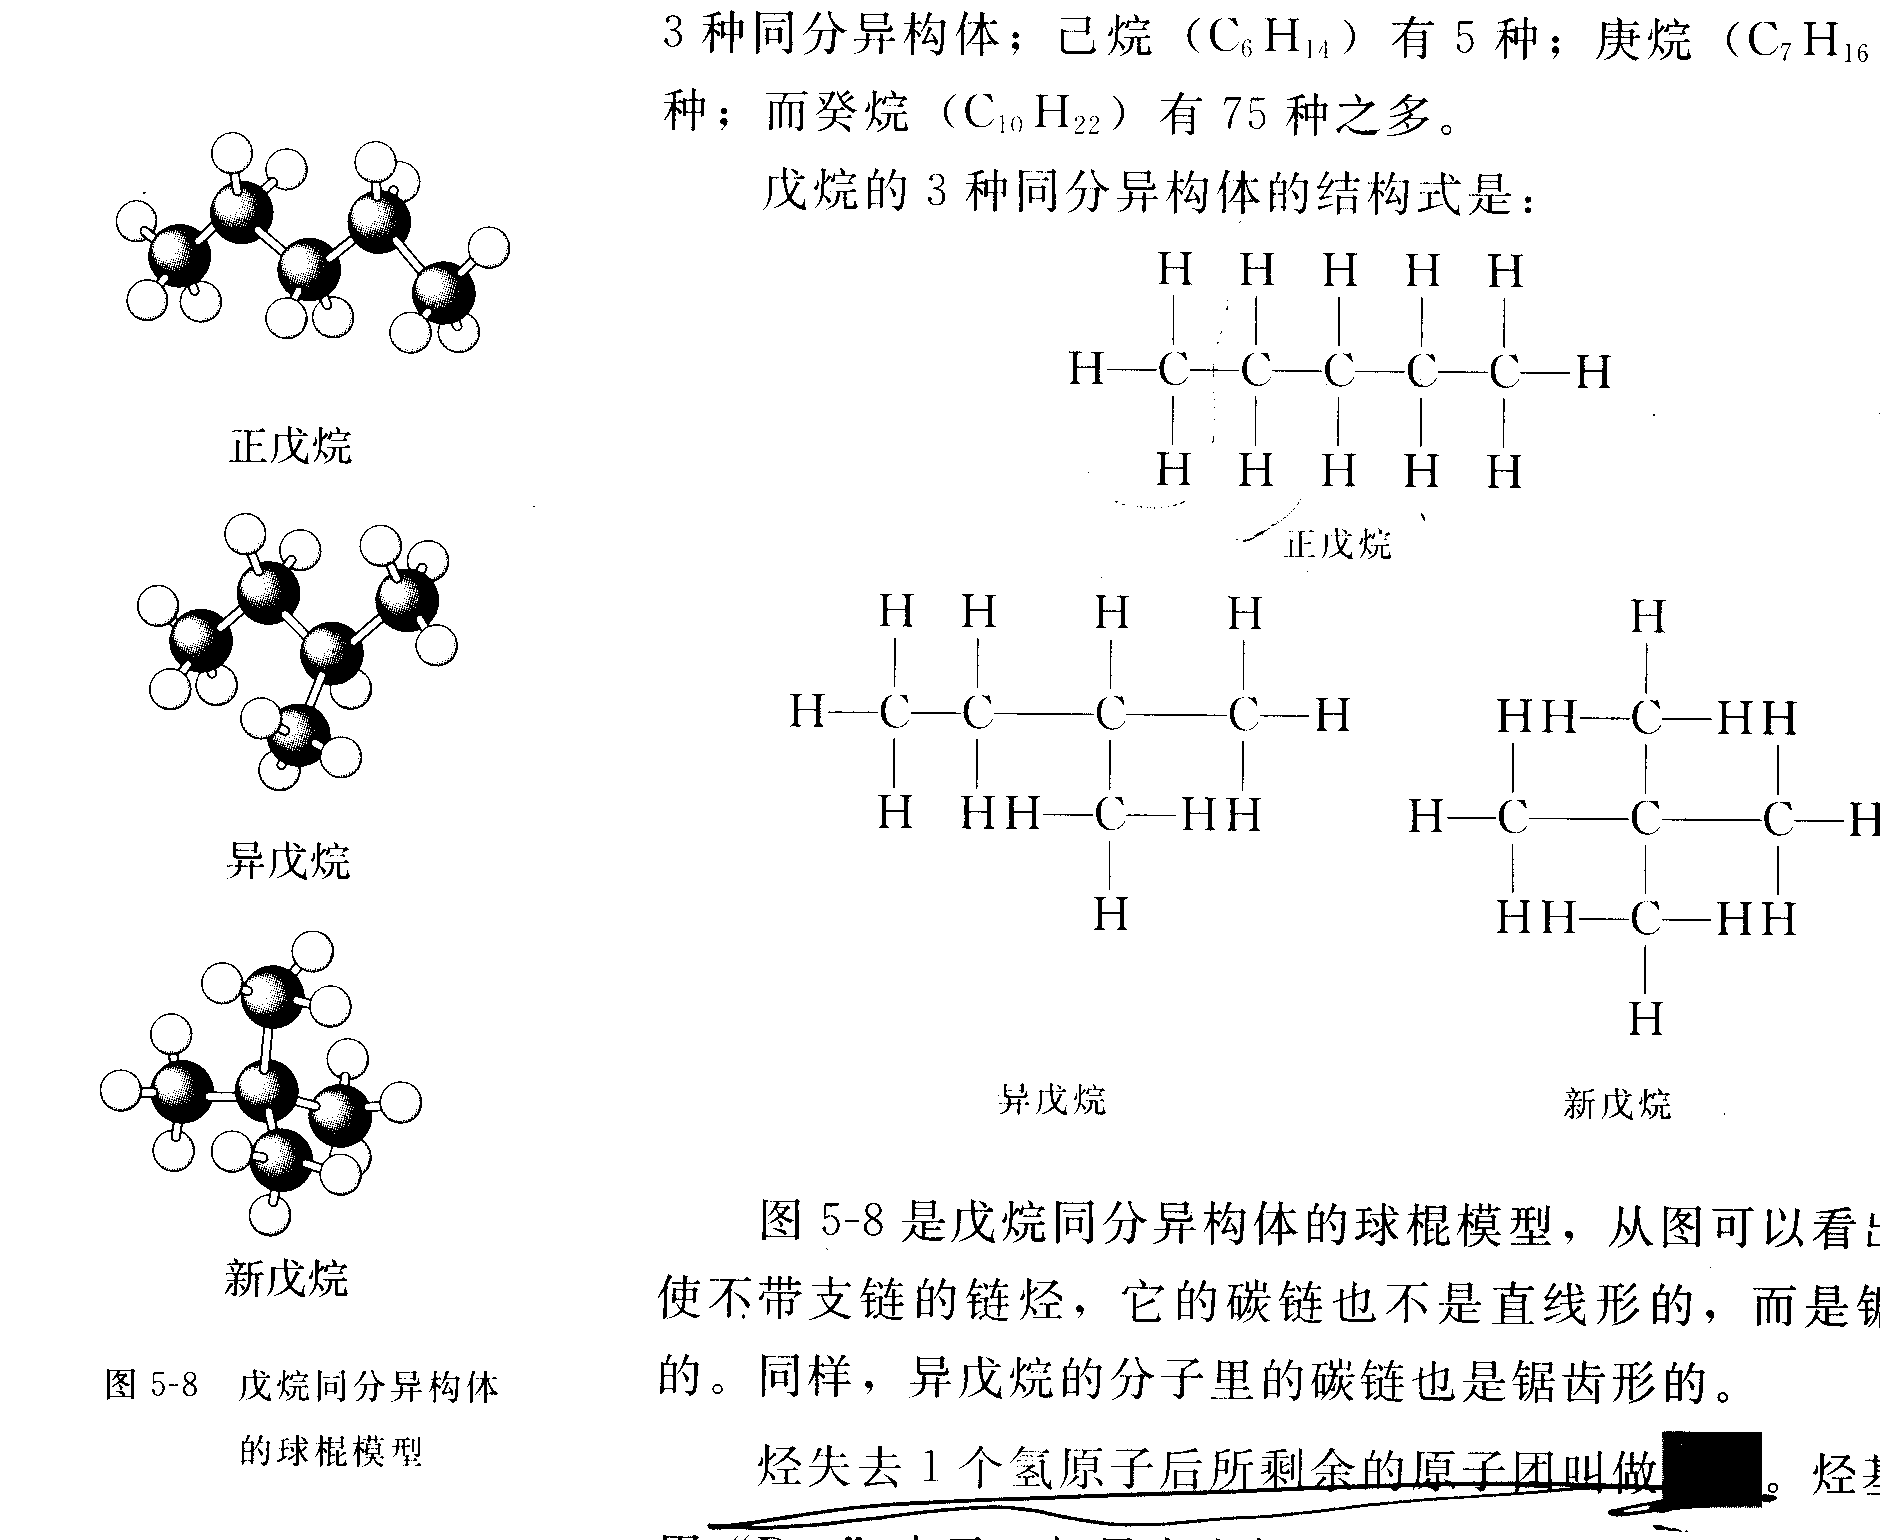 3 种同分异构体；己烷（C₆H₁₄）有 5 种；庚烷（C₇H₁₆
种；而癸烷（C₁₀H₂₂）有 75 种之多。
戊烷的 3 种同分异构体的结构式是：
H H H H H
H—C—C—C—C—C—H
H H H H H
正戊烷
H H H H
H—C—C—C—C—H
H HH—C—HH
H
异戊烷
H
HH—C—HH
H—C—C—C—H
HH—C—HH
H
新戊烷
正戊烷
异戊烷
新戊烷
图 5-8 戊烷同分异构体
的球棍模型
图 5-8 是戊烷同分异构体的球棍模型，从图可以看出
使不带支链的链烃，它的碳链也不是直线形的，而是锯
的。同样，异戊烷的分子里的碳链也是锯齿形的。
烃失去 1 个氢原子后所剩余的原子团叫做 。烃基